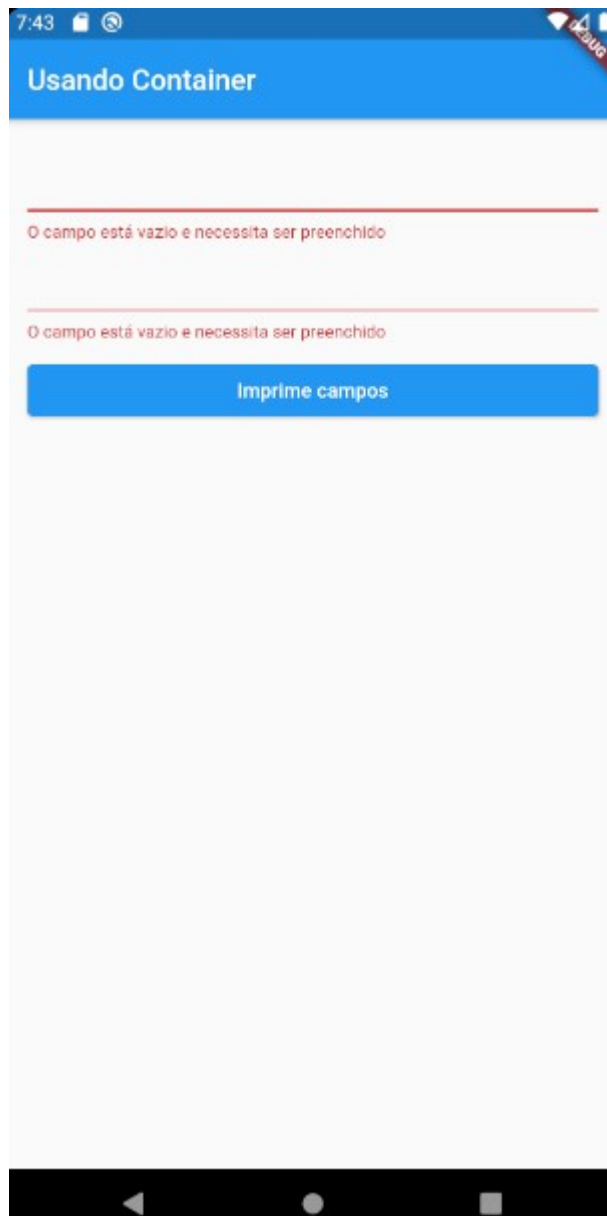 7:43
DEBUG
Usando Container
O campo está vazio e necessita ser preenchido
O campo está vazio e necessita ser preenchido
Imprime campos